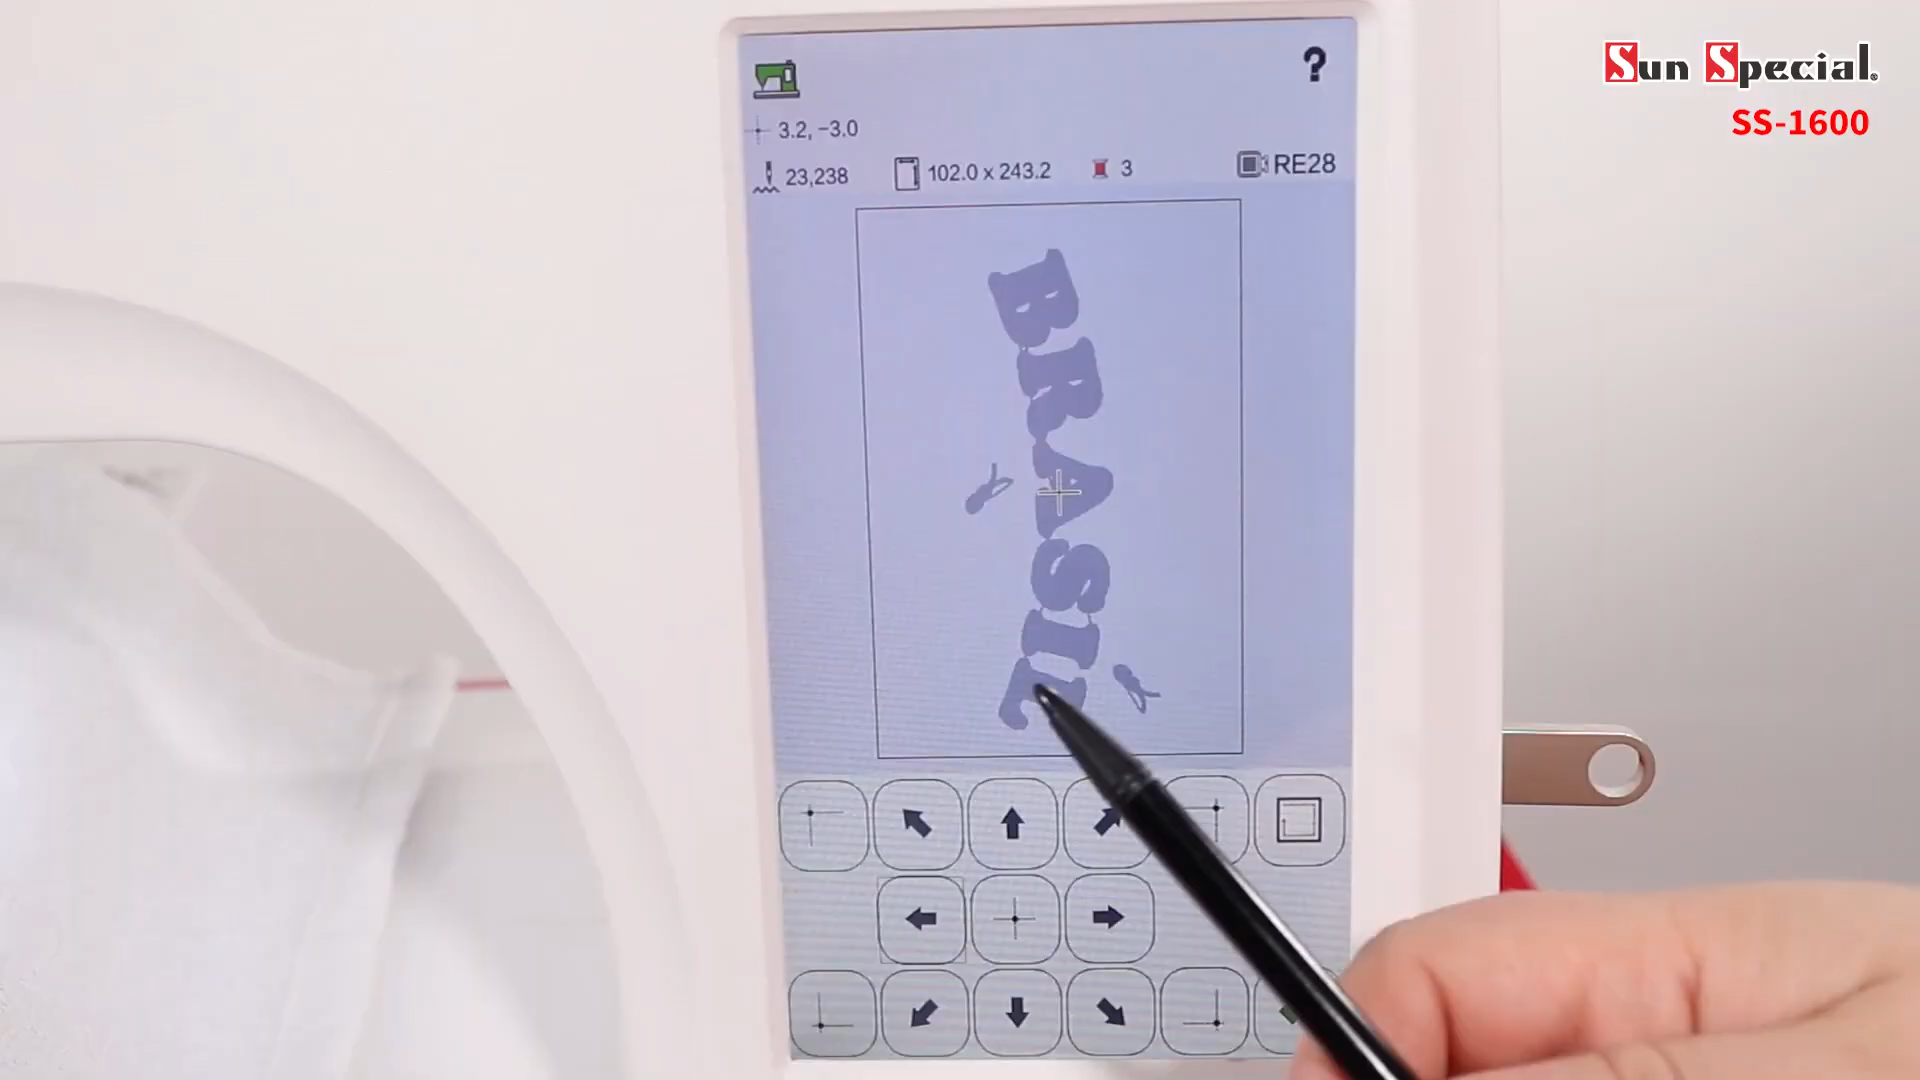 Sun Special®
SS-1600
?
3.2, -3.0
23,238
102.0 x 243.2
3
RE28
BRASIL